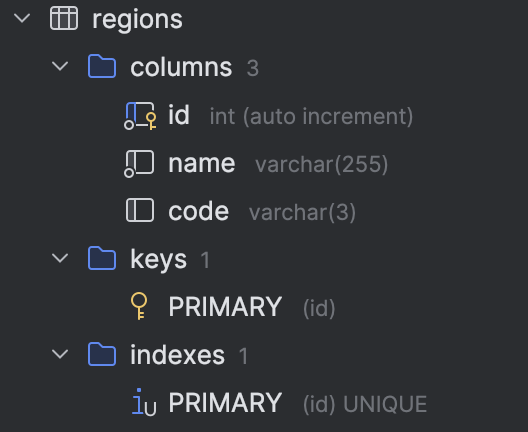 regions
columns 3
id int (auto increment)
name varchar(255)
code varchar(3)
keys 1
PRIMARY (id)
indexes 1
iU PRIMARY (id) UNIQUE